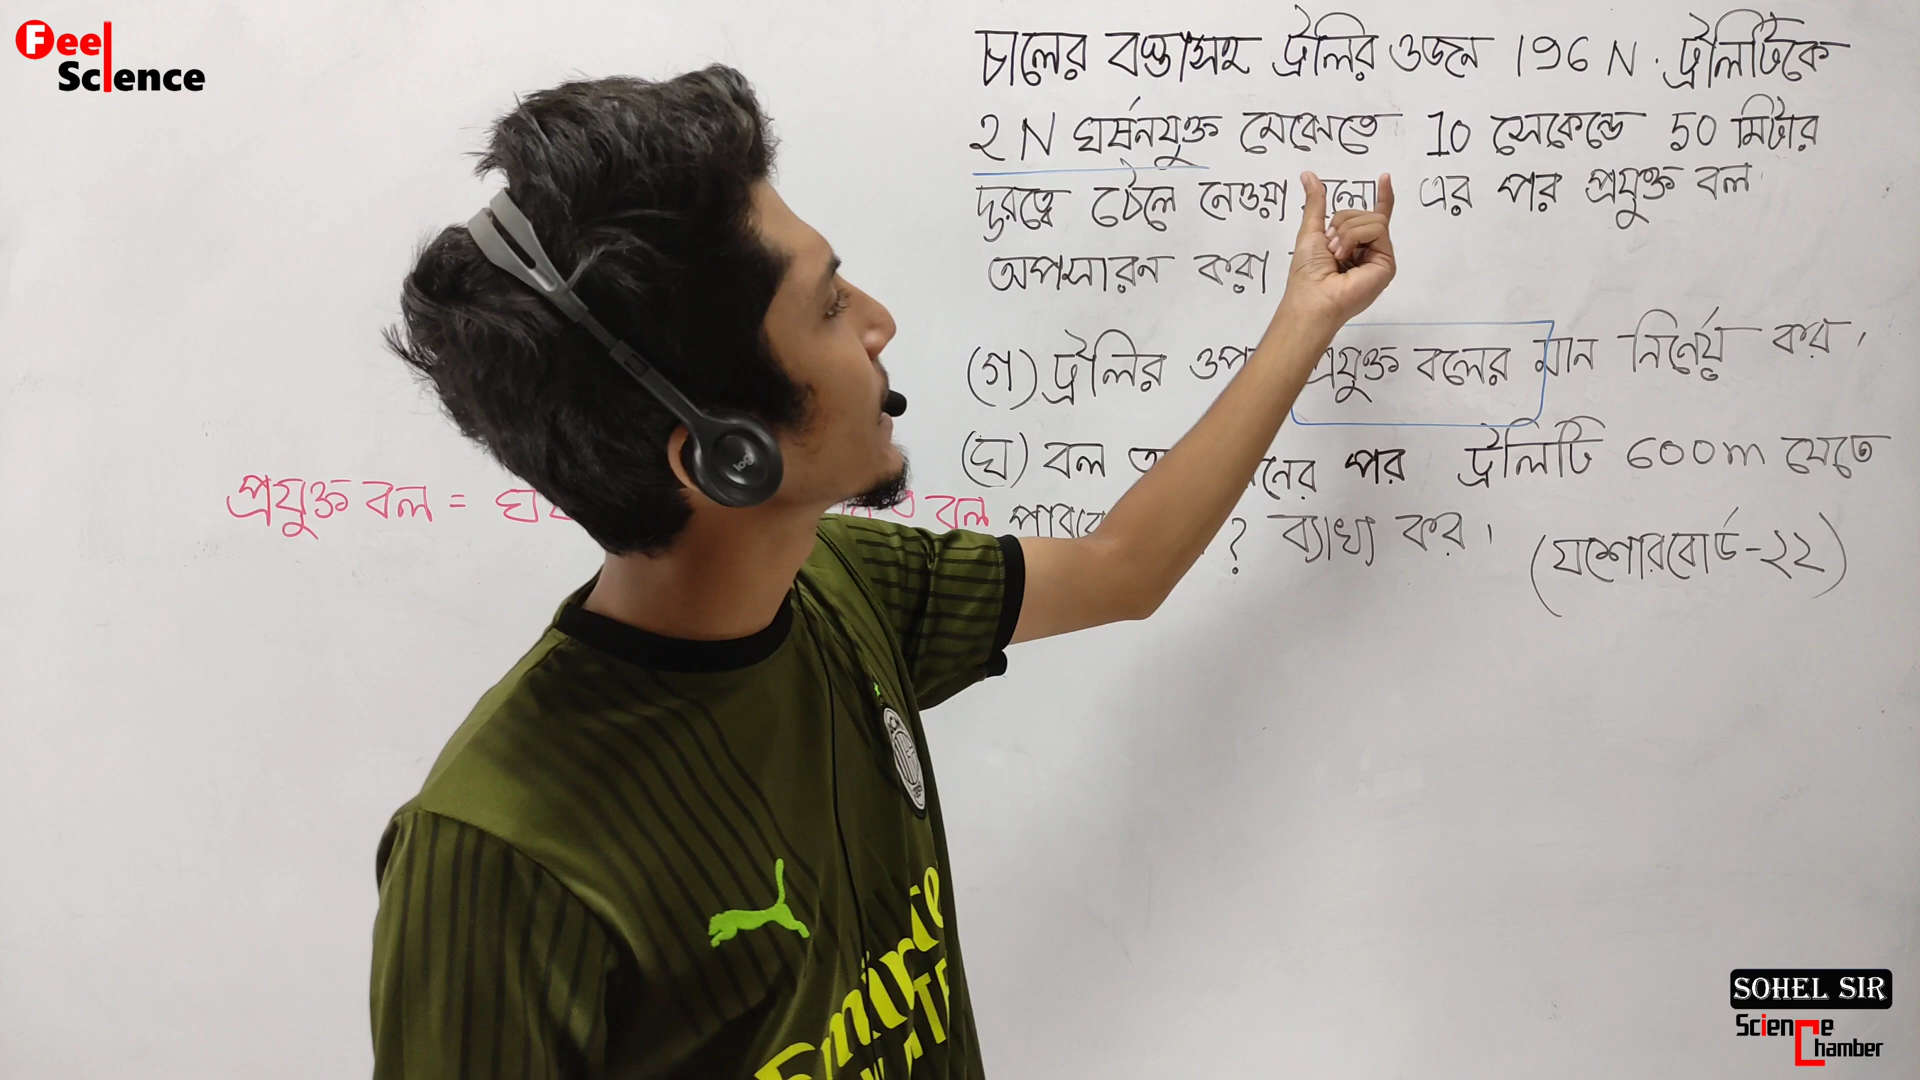 Feel
Science
চালের বস্তাসহ ট্রলির ওজন 196 N. ট্রলিটিকে
2 N ঘর্ষনযুক্ত মেঝেতে 10 সেকেন্ডে 50 মিটার
দূরত্বে ঠেলে নেওয়া হলো এর পর প্রযুক্ত বল
অপসারন করা
(গ) ট্রলির প্রযুক্ত বলের মান নির্ণেয় কর।
(ঘ) বল পর ট্রলিটি 600m যেতে
? ব্যাখ্য কর।
(যশোরবোর্ড-২২)
প্রযুক্ত বল = বল
SOHEL SIR
Science
Chamber